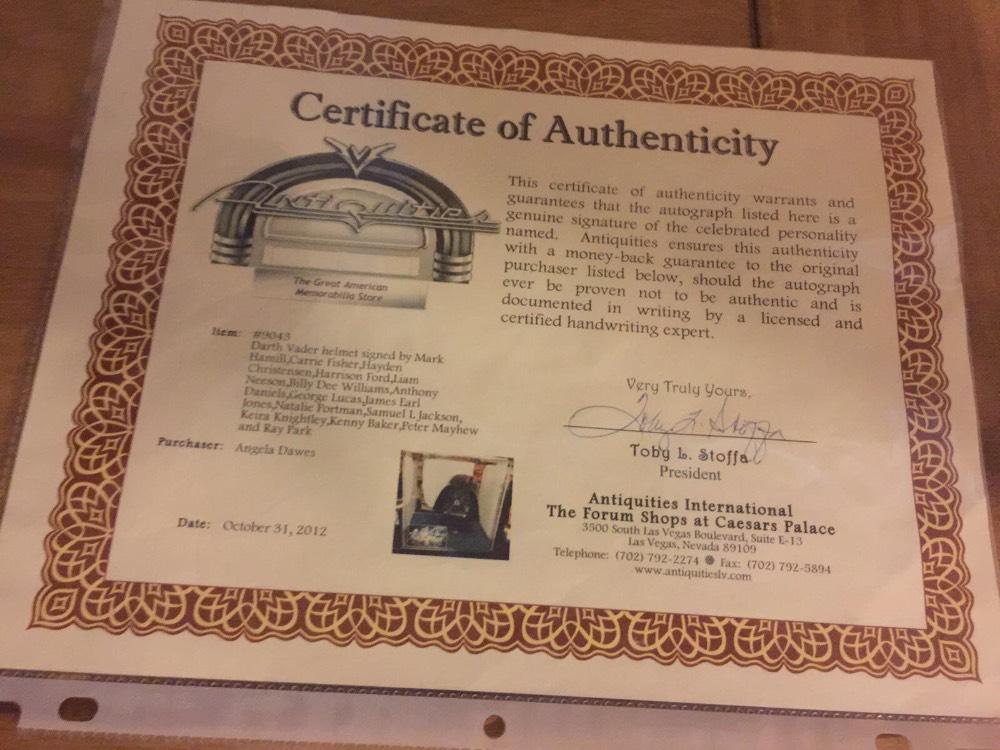 Certificate of Authenticity
Antiquities
The Great American
Memorabilia Store
This certificate of authenticity warrants and
guarantees that the autograph listed here is a
genuine signature of the celebrated personality
named. Antiquities ensures this authenticity
with a money-back guarantee to the original
purchaser listed below, should the autograph
ever be proven not to be authentic and is
documented in writing by a licensed and
certified handwriting expert.
Item: #9043
Darth Vader helmet signed by Mark
Hamill,Carrie Fisher,Hayden
Christensen,Harrison Ford,Liam
Neeson,Billy Dee Williams,Anthony
Daniels,George Lucas,James Earl
Jones,Natalie Portman,Samuel L Jackson,
Keira Knightley,Kenny Baker,Peter Mayhew
and Ray Park
Purchaser: Angela Dawes
Date: October 31, 2012
Very Truly Yours,
Toby L. Stoffa
Toby L. Stoffa
President
Antiquities International
The Forum Shops at Caesars Palace
3500 South Las Vegas Boulevard, Suite E-13
Las Vegas, Nevada 89109
Telephone: (702) 792-2274 ● Fax: (702) 792-5894
www.antiquitieslv.com